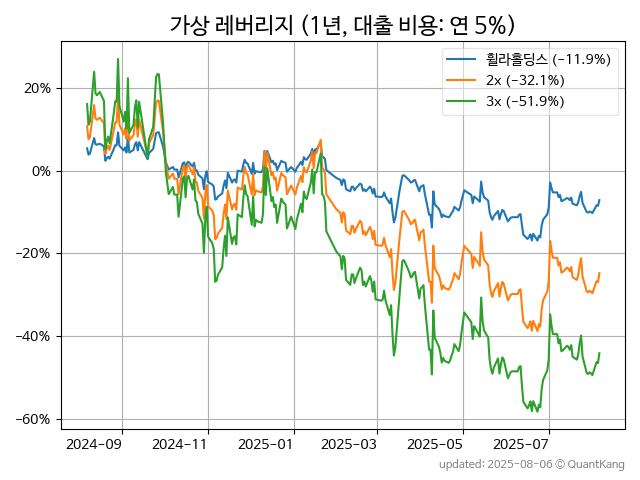 가상 레버리지 (1년, 대출 비용: 연 5%)
휠라홀딩스 (−11.9%)
2x (−32.1%)
3x (−51.9%)
20%
0%
−20%
−40%
−60%
2024-09 2024-11 2025-01 2025-03 2025-05 2025-07
updated: 2025-08-06 © QuantKang